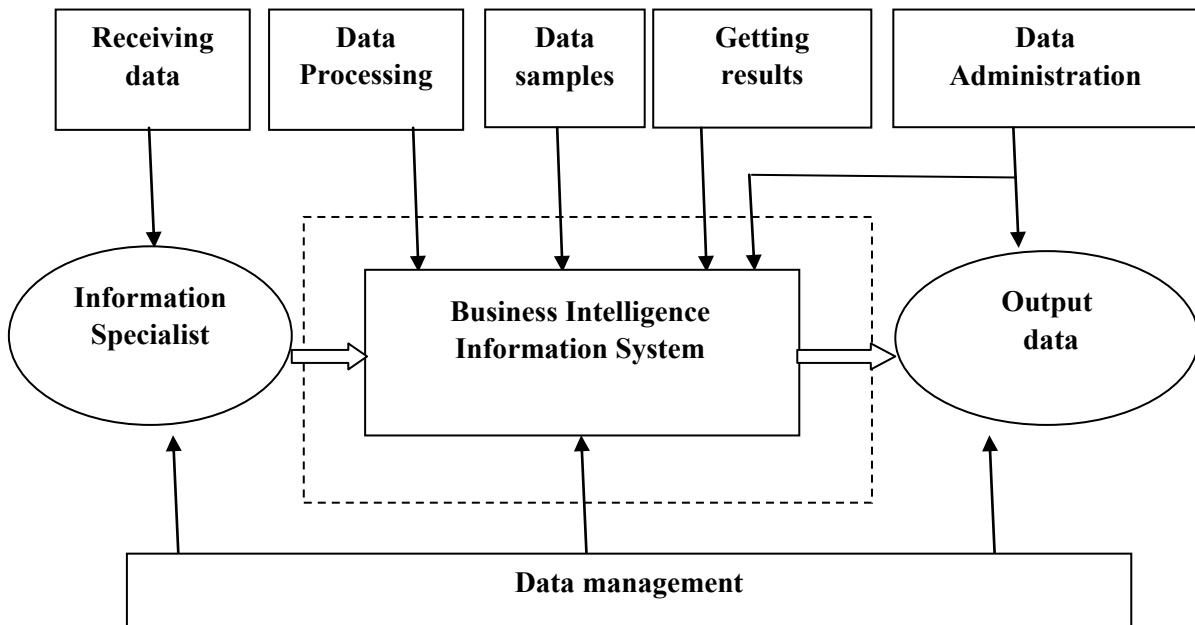 Receiving
data
Data
Processing
Data
samples
Getting
results
Data
Administration
Information
Specialist
Business Intelligence
Information System
Output
data
Data management